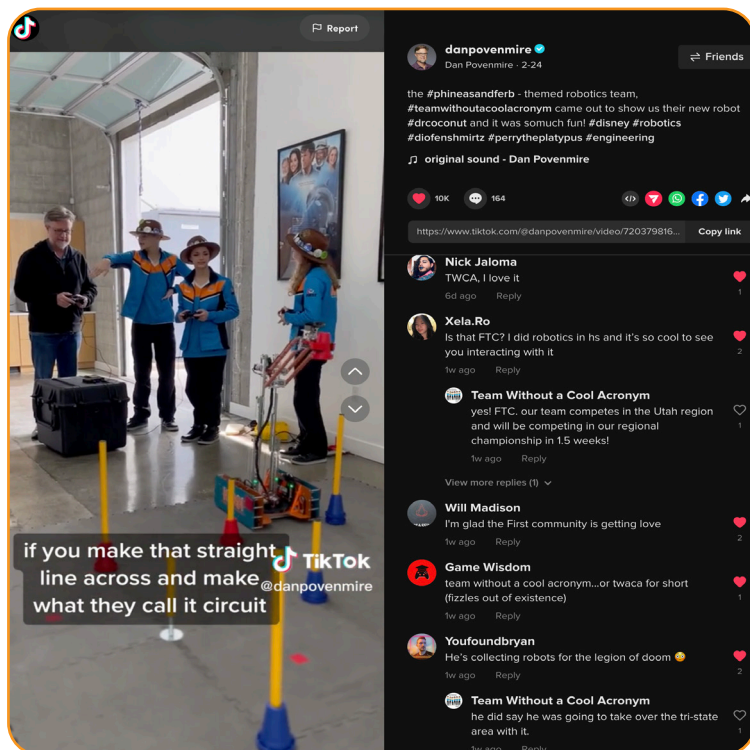 Report
if you make that straight
line across and make
what they call it circuit
TikTok
@danpovenmire
danpovenmire
Dan Povenmire · 2-24
Friends
the #phineasandferb - themed robotics team,
#teamwithoutacoolacronym came out to show us their new robot
#drcoconut and it was somuch fun! #disney #robotics
#diofenshmirtz #perrytheplatypus #engineering
original sound - Dan Povenmire
10K
164
https://www.tiktok.com/@danpovenmire/video/720379816...
Copy link
Nick Jaloma
TWCA, I love it
6d ago Reply
1
Xela.Ro
Is that FTC? I did robotics in hs and it's so cool to see
you interacting with it
1w ago Reply
2
Team Without a Cool Acronym
yes! FTC. our team competes in the Utah region
and will be competing in our regional
championship in 1.5 weeks!
1w ago Reply
1
View more replies (1)
Will Madison
I'm glad the First community is getting love
1w ago Reply
2
Game Wisdom
team without a cool acronym...or twaca for short
(fizzles out of existence)
1w ago Reply
1
Youfoundbryan
He's collecting robots for the legion of doom 😅
1w ago Reply
2
Team Without a Cool Acronym
he did say he was going to take over the tri-state
area with it.
1w ago Reply
1